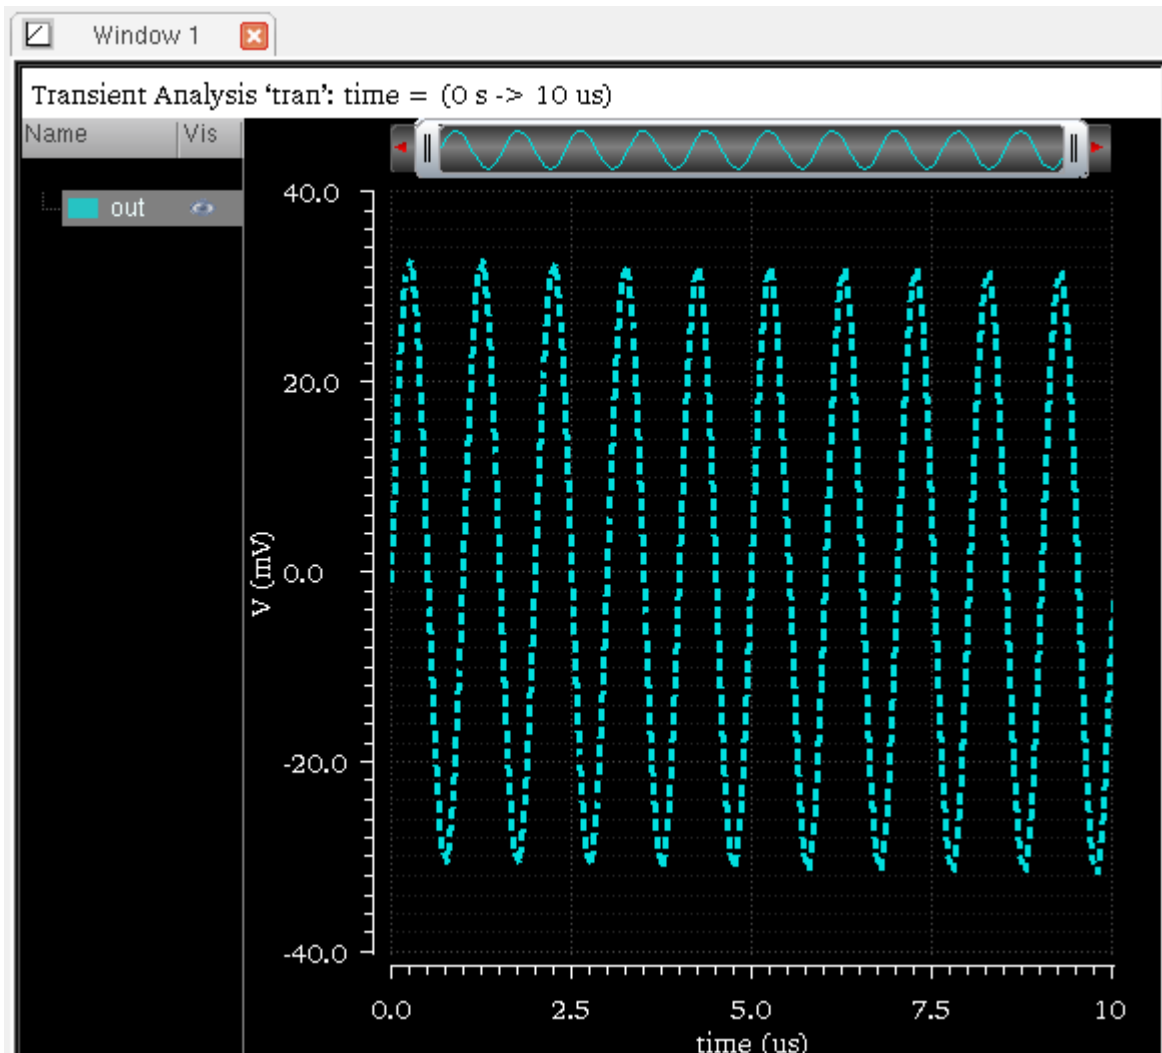 Window 1
Transient Analysis ‘tran’: time = (0 s -> 10 us)
Name Vis
out
40.0
20.0
0.0
-20.0
-40.0
V (mV)
0.0 2.5 5.0 7.5 10
time (us)